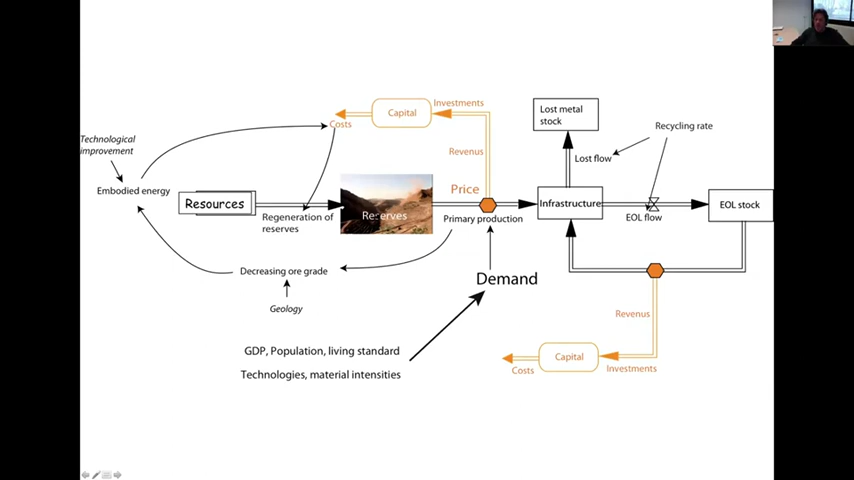 Costs
Capital
Investments
Lost metal
stock
Recycling rate
Technological
improvement
Revenus
Lost flow
Embodied energy
Resources
Regeneration of
reserves
Reserves
Price
Primary production
Infrastructure
EOL flow
EOL stock
Decreasing ore grade
Geology
Demand
Revenus
GDP, Population, living standard
Technologies, material intensities
Costs
Capital
Investments